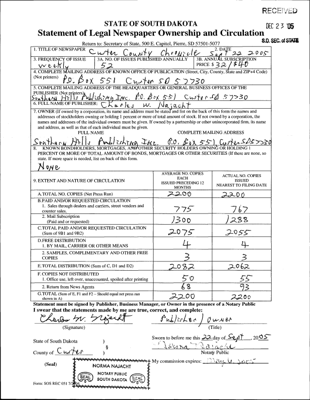 RECEIVED
DEC 23 '05
S.D. SEC. OF STATE
STATE OF SOUTH DAKOTA
Statement of Legal Newspaper Ownership and Circulation
Return to: Secretary of State, 500 E. Capitol, Pierre, SD 57501-5077
1. TITLE OF NEWSPAPER Custer County Chronicle 2. DATE Sept 22 2005
3. FREQUENCY OF ISSUE weekly 3A. NO. OF ISSUES PUBLISHED ANNUALLY 52 3B. ANNUAL SUBSCRIPTION PRICE $ 32/$40
4. COMPLETE MAILING ADDRESS OF KNOWN OFFICE OF PUBLICATION (Street, City, County, State and ZIP+4 Code)
(Not printers) P.O. Box 551 Custer SD 57730
5. COMPLETE MAILING ADDRESS OF THE HEADQUARTERS OR GENERAL BUSINESS OFFICES OF THE
PUBLISHER (Not printers) Southern Hills Publishing Inc. PO Box 551 Custer SD 57730
6. FULL NAME OF PUBLISHER: Charles W. Najacht
7. OWNER (If owned by a corporation, its name and address must be stated and also on the back of this form the names and
addresses of stockholders owning or holding 1 percent or more of total amount of stock. If not owned by a corporation, the
names and addresses of the individual owners must be given. If owned by a partnership or other unincorporated firm, its name
and address, as well as that of each individual must be given.
FULL NAME COMPLETE MAILING ADDRESS
Southern Hills Publishing Inc. P.O. Box 551, Custer SD 57730
8. KNOWN BONDHOLDERS, MORTGAGEES, AND OTHER SECURITY HOLDERS OWNING OR HOLDING 1
PERCENT OR MORE OF TOTAL AMOUNT OF BONDS, MORTGAGES OR OTHER SECURITIES (If there are none, so
state. If more space is needed, list on back of this form.
None
9. EXTENT AND NATURE OF CIRCULATION
AVERAGE NO. COPIES EACH ISSUED PRECEDING 12 MONTHS
ACTUAL NO. COPIES ISSUED NEAREST TO FILING DATE
A. TOTAL NO. COPIES (Net Press Run) 2200 2200
B. PAID AND/OR REQUESTED CIRCULATION
1. Sales through dealers and carriers, street vendors and counter sales. 775 767
2. Mail Subscription (Paid and/or requested) 1300 1288
C. TOTAL PAID AND/OR REQUESTED CIRCULATION (Sum of 9B1 and 9B2) 2075 2055
D. FREE DISTRIBUTION
1. BY MAIL, CARRIER OR OTHER MEANS 4 4
2. SAMPLES, COMPLIMENTARY AND OTHER FREE COPIES 3 3
E. TOTAL DISTRIBUTION (Sum of C, D1 and D2) 2082 2062
F. COPIES NOT DISTRIBUTED
1. Office use, left over, unaccounted, spoiled after printing 50 55
2. Return from News Agents 68 83
G. TOTAL (Sum of E, F1 and F2 - Should equal net press run shown in A) 2200 2200
Statement must be signed by Publisher, Business Manager, or Owner in the presence of a Notary Public
I swear that the statements made by me are true, correct, and complete:
Charles W. Najacht Publisher / owner
(Signature) (Title)
State of South Dakota ) Sworn to before me this 22 day of Sept 2005
County of Custer ) Norma Najacht
Notary Public
(Seal) My commission expires:
NORMA NAJACHT
NOTARY PUBLIC
SOUTH DAKOTA
SEAL
SEAL